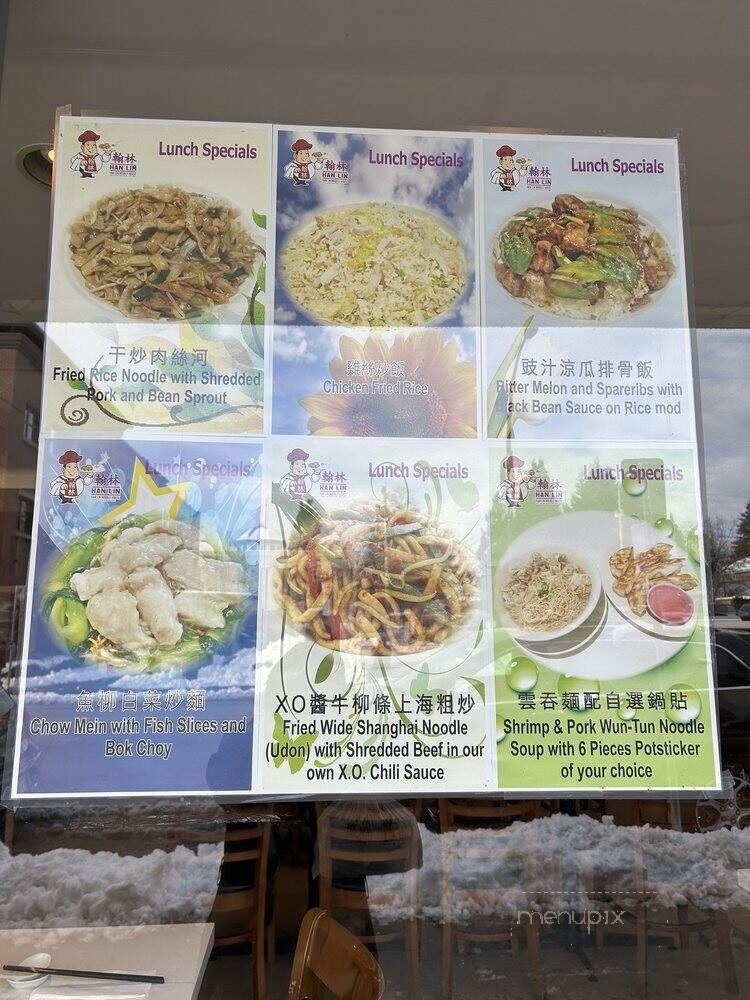 翰林
HAN LIN
Lunch Specials
干炒肉絲河
Fried Rice Noodle with Shredded
Pork and Bean Sprout
翰林
HAN LIN
Lunch Specials
雞絲炒飯
Chicken Fried Rice
翰林
HAN LIN
Lunch Specials
豉汁涼瓜排骨飯
Bitter Melon and Spareribs with
Black Bean Sauce on Rice mod
翰林
HAN LIN
Lunch Specials
魚柳白菜炒麵
Chow Mein with Fish Slices and
Bok Choy
翰林
HAN LIN
Lunch Specials
XO醬牛柳條上海粗炒
Fried Wide Shanghai Noodle
(Udon) with Shredded Beef in our
own X.O. Chili Sauce
翰林
HAN LIN
Lunch Specials
雲吞麵配自選鍋貼
Shrimp & Pork Wun-Tun Noodle
Soup with 6 Pieces Potsticker
of your choice
menupix